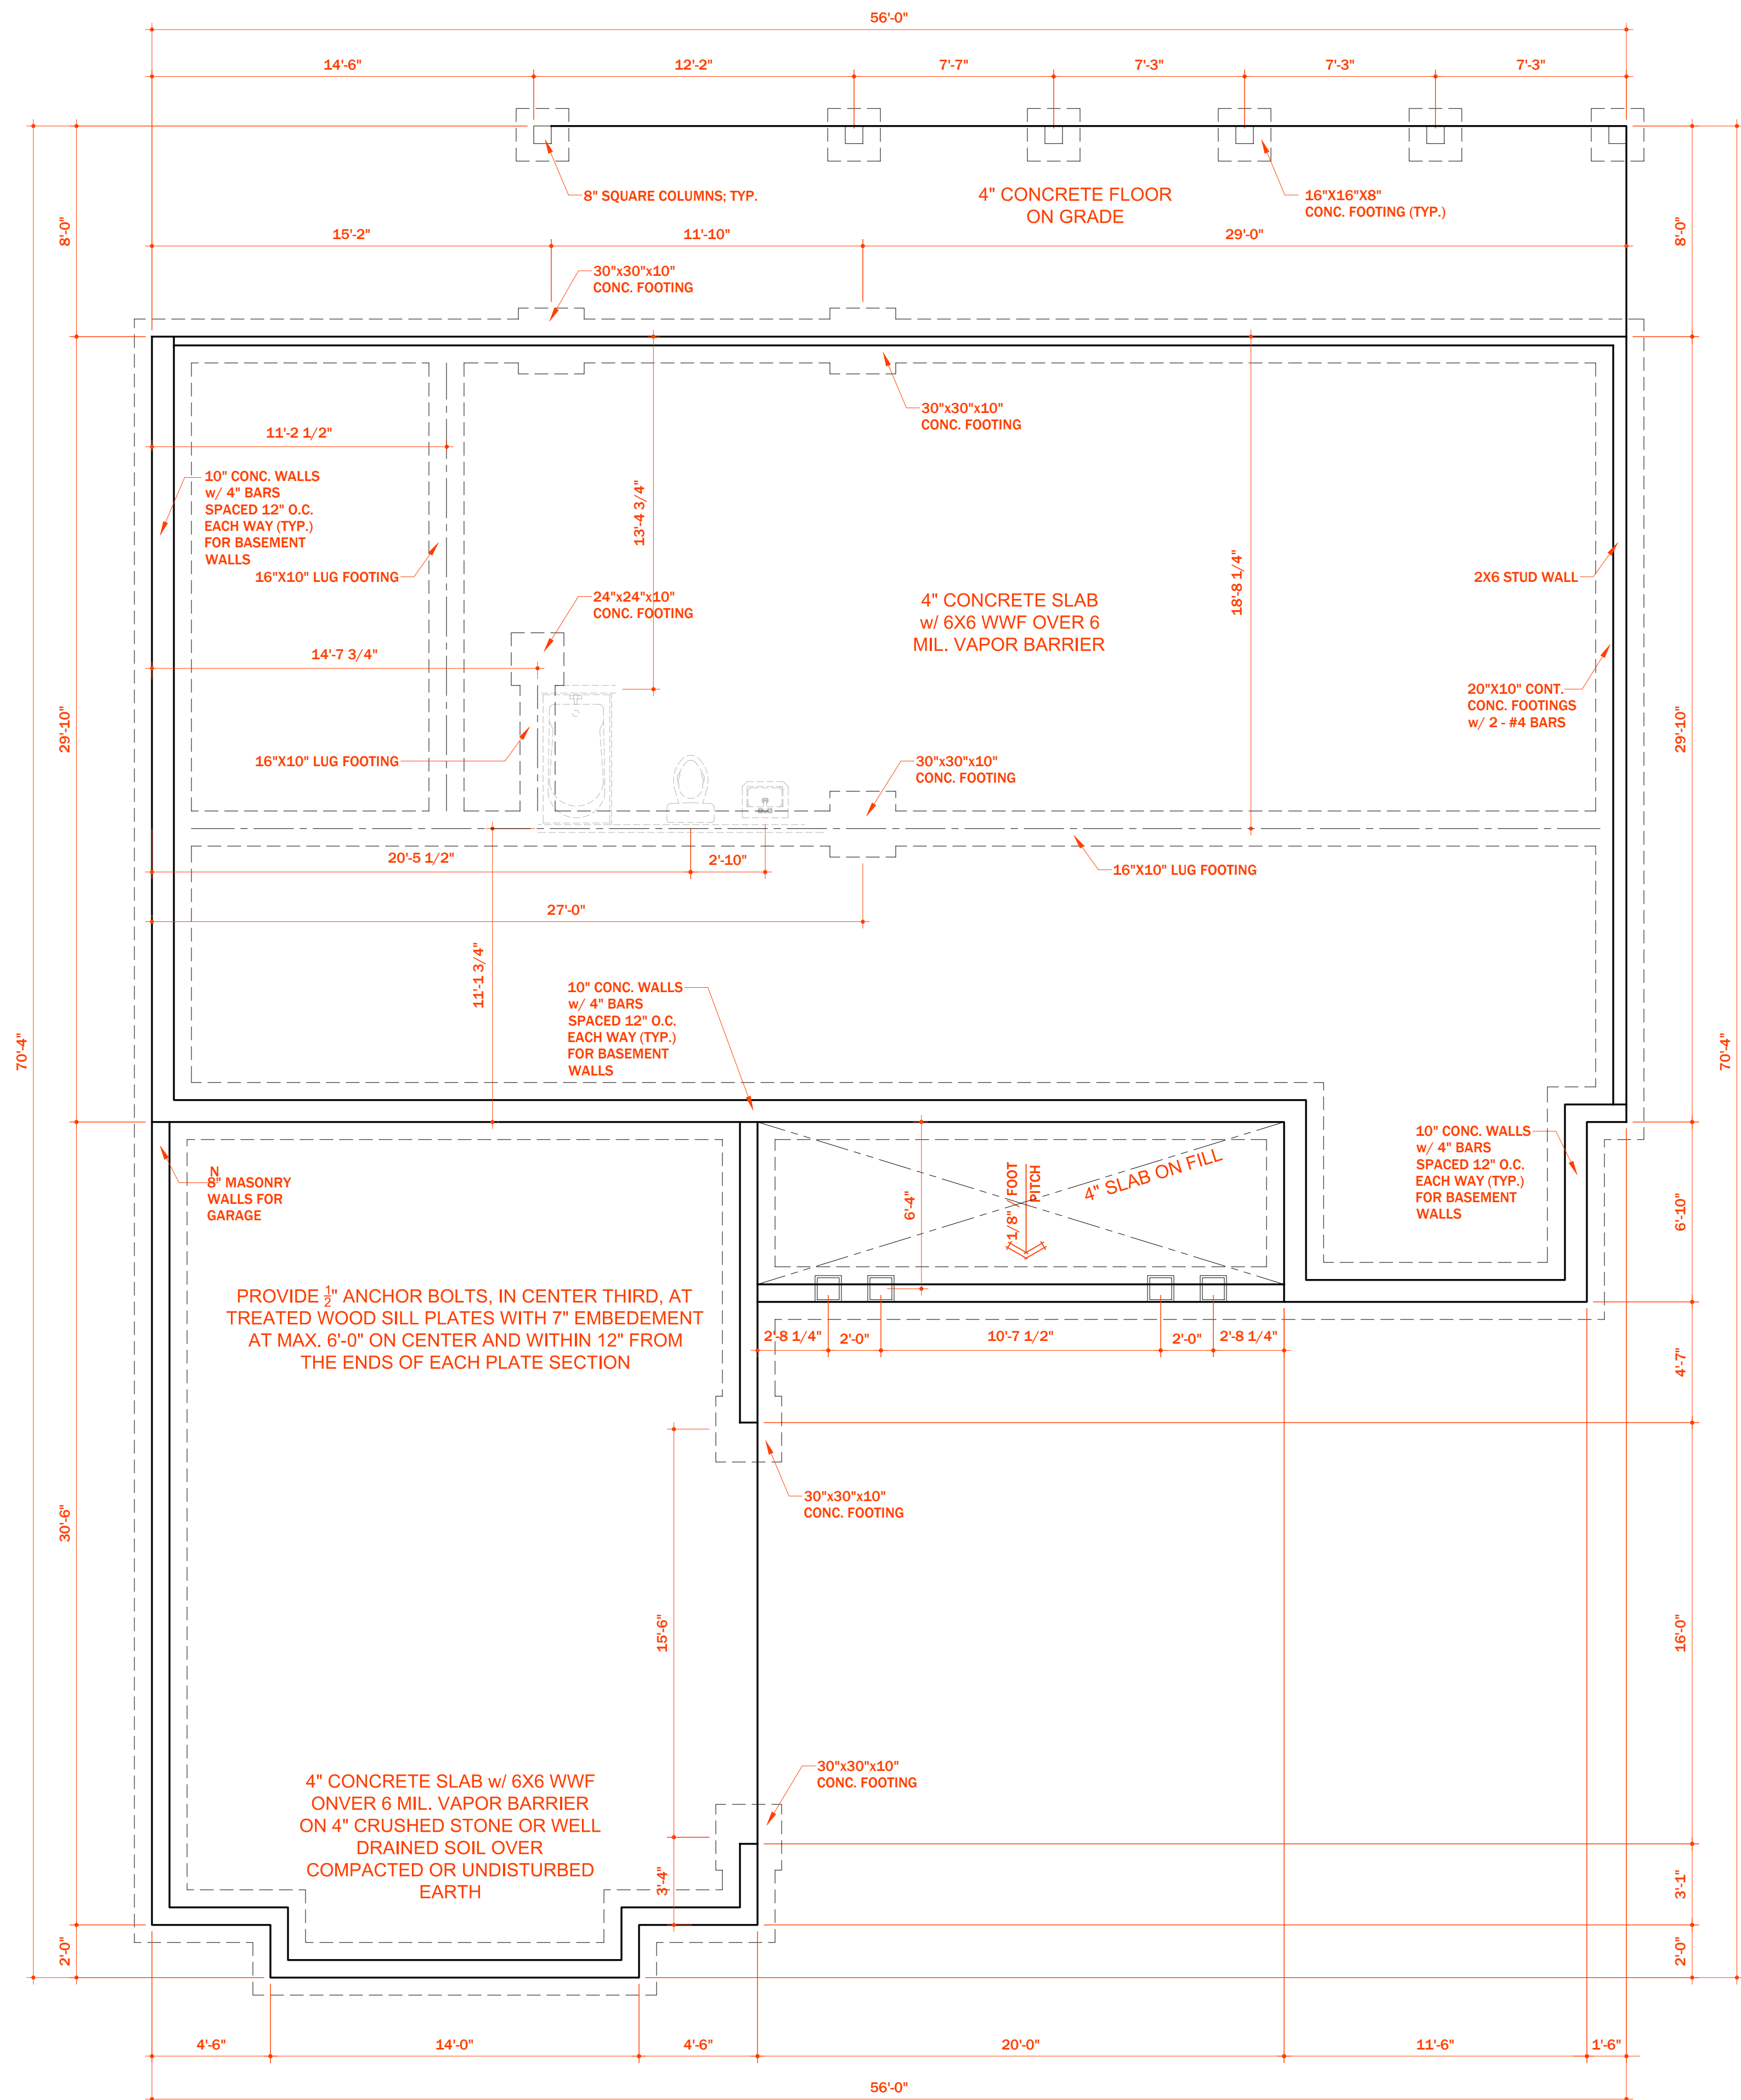 56'-0"
14'-6"
12'-2"
7'-7"
7'-3"
7'-3"
7'-3"
8" SQUARE COLUMNS; TYP.
4" CONCRETE FLOOR
ON GRADE
16"X16"X8"
CONC. FOOTING (TYP.)
8'-0"
8'-0"
15'-2"
11'-10"
29'-0"
30"x30"x10"
CONC. FOOTING
30"x30"x10"
CONC. FOOTING
11'-2 1/2"
10" CONC. WALLS
w/ 4" BARS
SPACED 12" O.C.
EACH WAY (TYP.)
FOR BASEMENT
WALLS
13'-4 3/4"
18'-8 1/4"
16"X10" LUG FOOTING
2X6 STUD WALL
24"x24"x10"
CONC. FOOTING
4" CONCRETE SLAB
w/ 6X6 WWF OVER 6
MIL. VAPOR BARRIER
14'-7 3/4"
20"X10" CONT.
CONC. FOOTINGS
w/ 2 - #4 BARS
29'-10"
29'-10"
16"X10" LUG FOOTING
30"x30"x10"
CONC. FOOTING
20'-5 1/2"
2'-10"
16"X10" LUG FOOTING
27'-0"
11'-1 3/4"
10" CONC. WALLS
w/ 4" BARS
SPACED 12" O.C.
EACH WAY (TYP.)
FOR BASEMENT
WALLS
70'-4"
70'-4"
10" CONC. WALLS
w/ 4" BARS
SPACED 12" O.C.
EACH WAY (TYP.)
FOR BASEMENT
WALLS
N
8" MASONRY
WALLS FOR
GARAGE
6'-4"
1/8" / FOOT
PITCH
4" SLAB ON FILL
6'-10"
PROVIDE 1/2" ANCHOR BOLTS, IN CENTER THIRD, AT
TREATED WOOD SILL PLATES WITH 7" EMBEDEMENT
AT MAX. 6'-0" ON CENTER AND WITHIN 12" FROM
THE ENDS OF EACH PLATE SECTION
2'-8 1/4"
2'-0"
10'-7 1/2"
2'-0"
2'-8 1/4"
4'-7"
30"x30"x10"
CONC. FOOTING
30'-6"
15'-6"
16'-0"
30"x30"x10"
CONC. FOOTING
4" CONCRETE SLAB w/ 6X6 WWF
ONVER 6 MIL. VAPOR BARRIER
ON 4" CRUSHED STONE OR WELL
DRAINED SOIL OVER
COMPACTED OR UNDISTURBED
EARTH
3'-4"
3'-1"
2'-0"
2'-0"
4'-6"
14'-0"
4'-6"
20'-0"
11'-6"
1'-6"
56'-0"